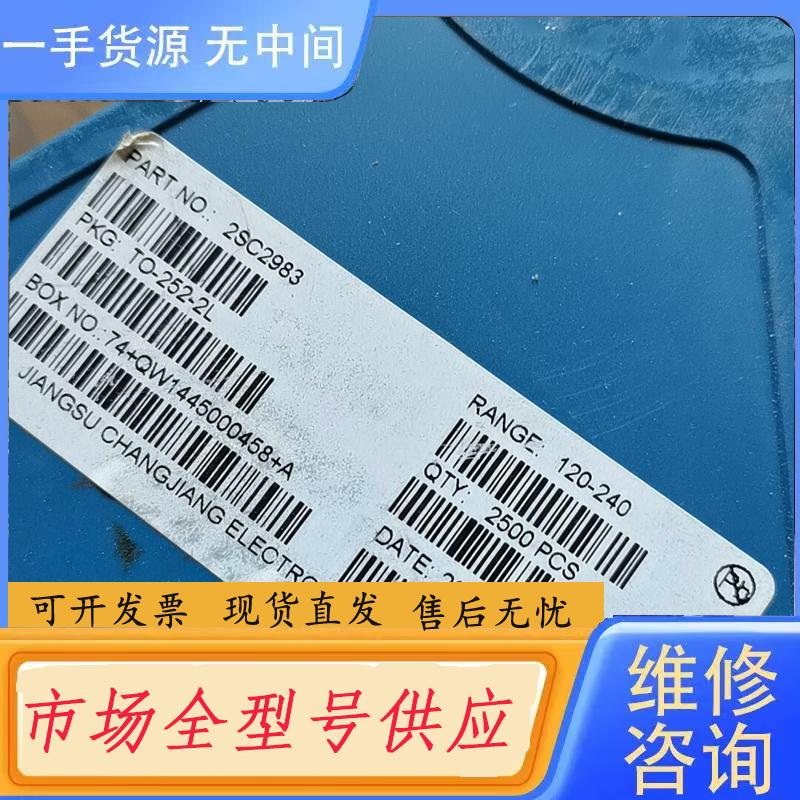 一手货源 无中间
PART NO.: 2SC2983
PKG: TO-252-2L
BOX NO.:74+QW1445000458+A
JIANGSU CHANGJIANG ELECTRO
RANGE: 120-240
QTY: 2500 PCS
DATE: 20
Pb
可开发票 现货直发 售后无忧
市场全型号供应
维修
咨询